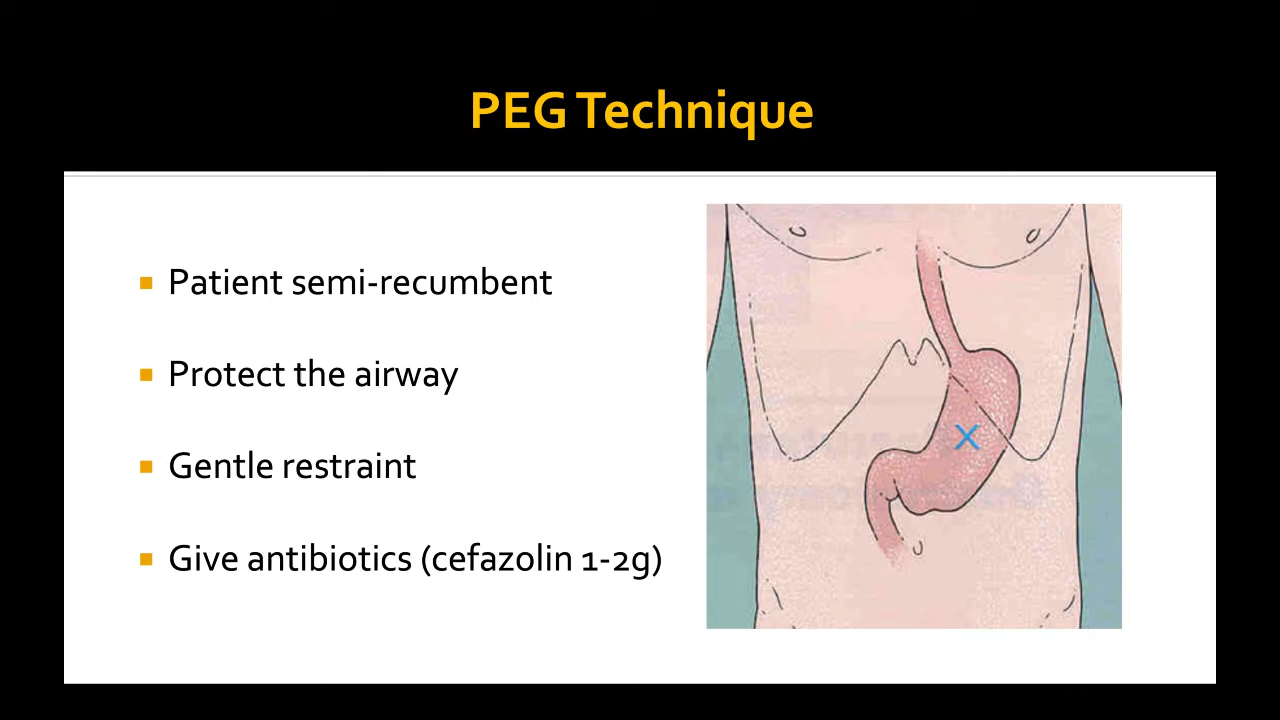 PEG Technique
Patient semi-recumbent
Protect the airway
Gentle restraint
Give antibiotics (cefazolin 1-2g)
X